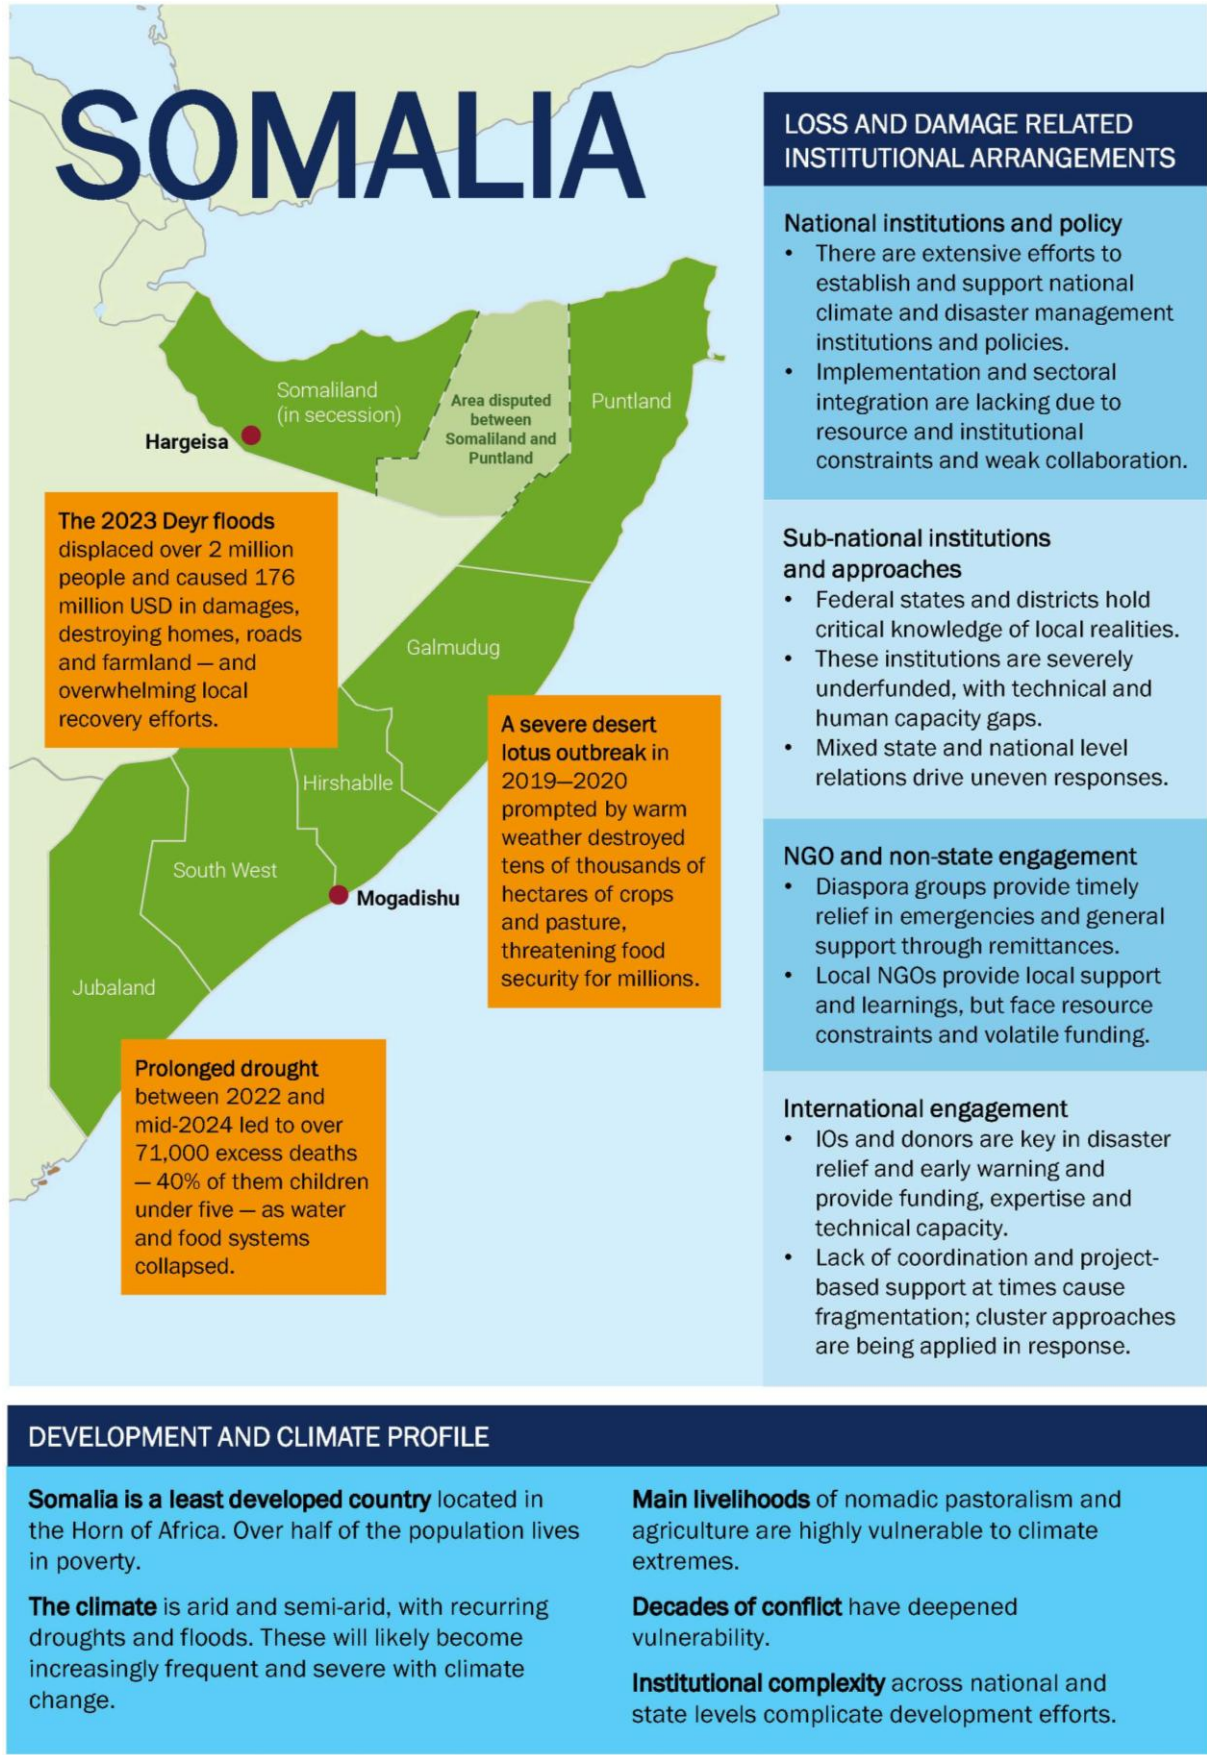 SOMALIA
Somaliland
(in secession)
Area disputed
between
Somaliland and
Puntland
Puntland
Hargeisa
The 2023 Deyr floods
displaced over 2 million
people and caused 176
million USD in damages,
destroying homes, roads
and farmland — and
overwhelming local
recovery efforts.
Galmudug
A severe desert
lotus outbreak in
2019—2020
prompted by warm
weather destroyed
tens of thousands of
hectares of crops
and pasture,
threatening food
security for millions.
Hirshablle
South West
Mogadishu
Jubaland
Prolonged drought
between 2022 and
mid-2024 led to over
71,000 excess deaths
— 40% of them children
under five — as water
and food systems
collapsed.
LOSS AND DAMAGE RELATED
INSTITUTIONAL ARRANGEMENTS
National institutions and policy
• There are extensive efforts to
establish and support national
climate and disaster management
institutions and policies.
• Implementation and sectoral
integration are lacking due to
resource and institutional
constraints and weak collaboration.
Sub-national institutions
and approaches
• Federal states and districts hold
critical knowledge of local realities.
• These institutions are severely
underfunded, with technical and
human capacity gaps.
• Mixed state and national level
relations drive uneven responses.
NGO and non-state engagement
• Diaspora groups provide timely
relief in emergencies and general
support through remittances.
• Local NGOs provide local support
and learnings, but face resource
constraints and volatile funding.
International engagement
• IOs and donors are key in disaster
relief and early warning and
provide funding, expertise and
technical capacity.
• Lack of coordination and project-
based support at times cause
fragmentation; cluster approaches
are being applied in response.
DEVELOPMENT AND CLIMATE PROFILE
Somalia is a least developed country located in
the Horn of Africa. Over half of the population lives
in poverty.
The climate is arid and semi-arid, with recurring
droughts and floods. These will likely become
increasingly frequent and severe with climate
change.
Main livelihoods of nomadic pastoralism and
agriculture are highly vulnerable to climate
extremes.
Decades of conflict have deepened
vulnerability.
Institutional complexity across national and
state levels complicate development efforts.